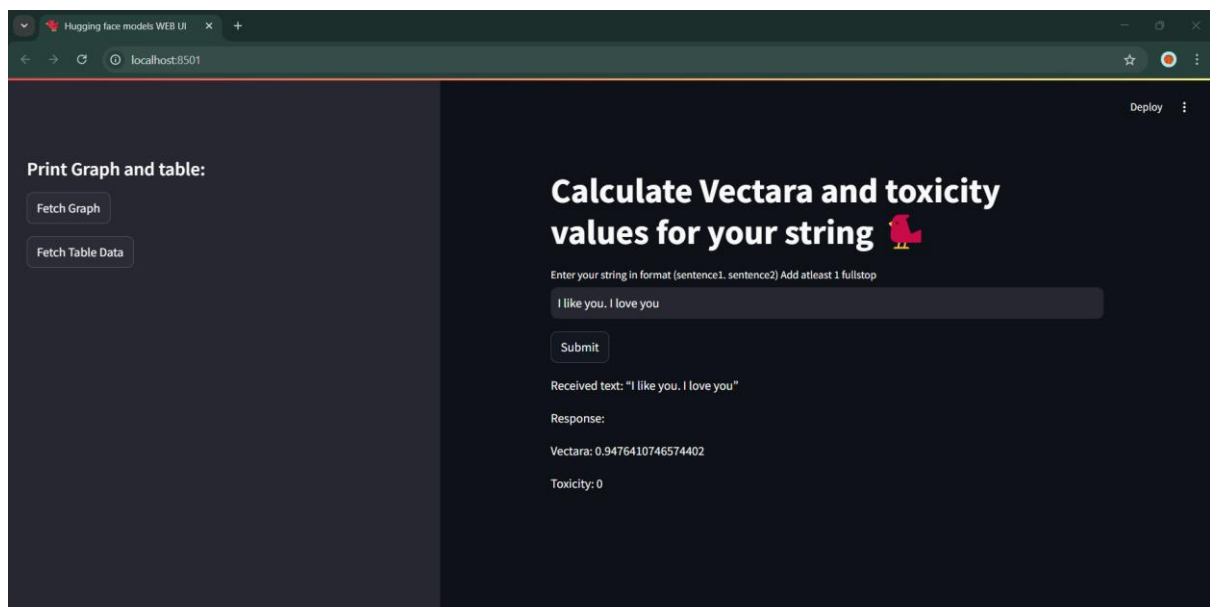 Hugging face models WEB UI
localhost:8501
Deploy
Print Graph and table:
Fetch Graph
Fetch Table Data
Calculate Vectara and toxicity
values for your string
Enter your string in format (sentence1. sentence2) Add atleast 1 fullstop
I like you. I love you
Submit
Received text: “I like you. I love you”
Response:
Vectara: 0.9476410746574402
Toxicity: 0